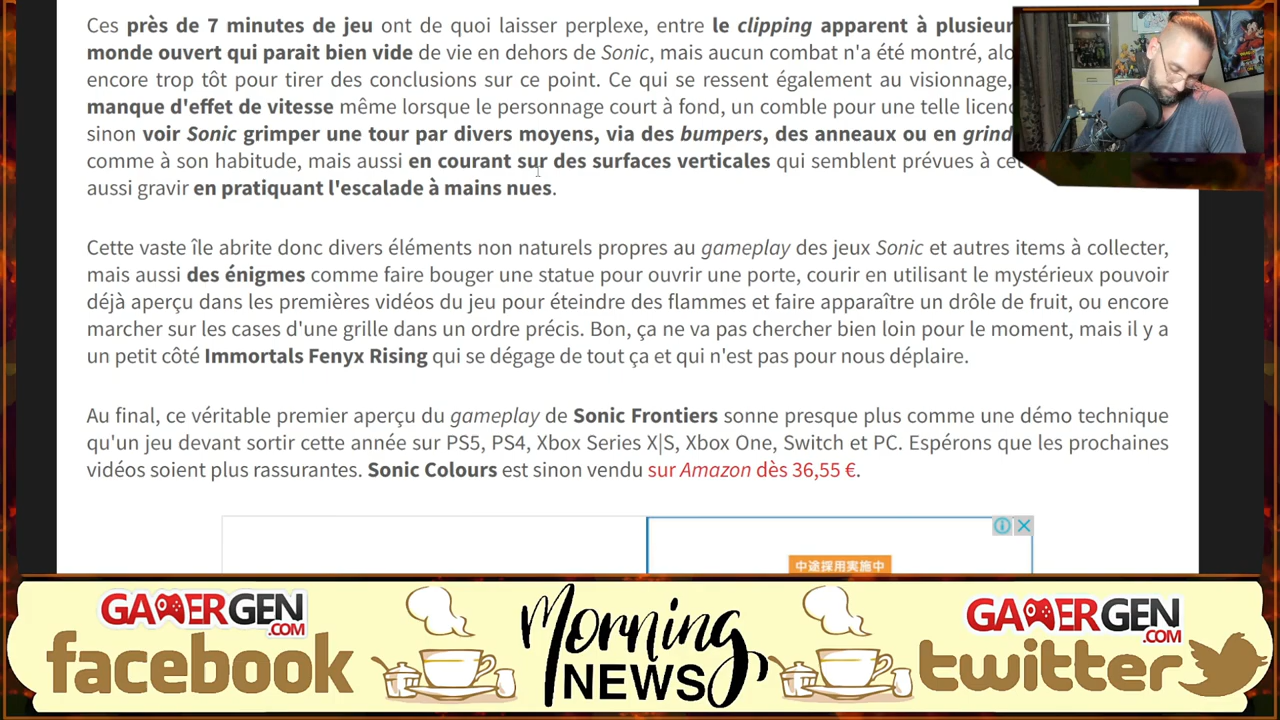 Ces près de 7 minutes de jeu ont de quoi laisser perplexe, entre le clipping apparent à
monde ouvert qui parait bien vide de vie en dehors de Sonic, mais aucun combat n'a été montré,
encore trop tôt pour tirer des conclusions sur ce point. Ce qui se ressent également au visionnage,
manque d'effet de vitesse même lorsque le personnage court à fond, un comble pour une telle
sinon voir Sonic grimper une tour par divers moyens, via des bumpers, des anneaux ou en grind
comme à son habitude, mais aussi en courant sur des surfaces verticales qui semblent prévues à
aussi gravir en pratiquant l'escalade à mains nues.
Cette vaste île abrite donc divers éléments non naturels propres au gameplay des jeux Sonic et autres items à collecter,
mais aussi des énigmes comme faire bouger une statue pour ouvrir une porte, courir en utilisant le mystérieux pouvoir
déjà aperçu dans les premières vidéos du jeu pour éteindre des flammes et faire apparaître un drôle de fruit, ou encore
marcher sur les cases d'une grille dans un ordre précis. Bon, ça ne va pas chercher bien loin pour le moment, mais il y a
un petit côté Immortals Fenyx Rising qui se dégage de tout ça et qui n'est pas pour nous déplaire.
Au final, ce véritable premier aperçu du gameplay de Sonic Frontiers sonne presque plus comme une démo technique
qu'un jeu devant sortir cette année sur PS5, PS4, Xbox Series X|S, Xbox One, Switch et PC. Espérons que les prochaines
vidéos soient plus rassurantes. Sonic Colours est sinon vendu sur Amazon dès 36,55 €.
中途採用実施中
GAMERGEN
.COM
facebook
Morning
NEWS
GAMERGEN
.COM
twitter